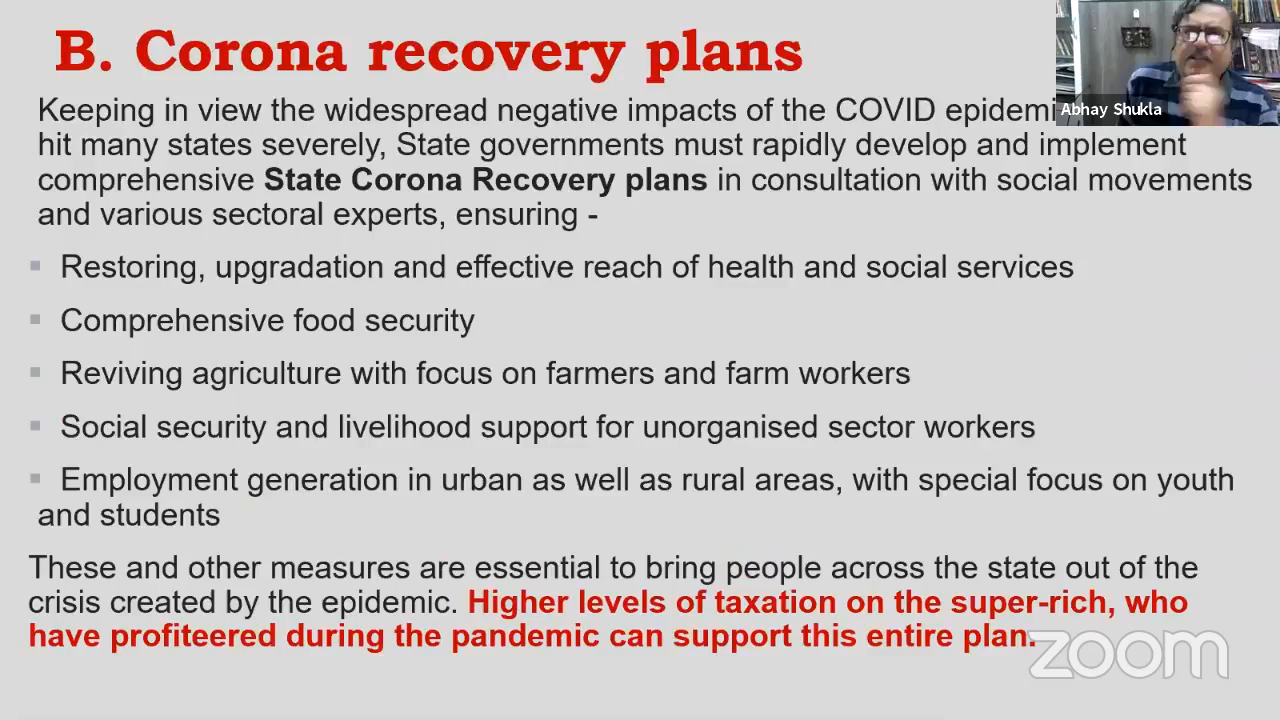 B. Corona recovery plans
Keeping in view the widespread negative impacts of the COVID epidemi
Abhay Shukla
hit many states severely, State governments must rapidly develop and implement
comprehensive State Corona Recovery plans in consultation with social movements
and various sectoral experts, ensuring -
▪ Restoring, upgradation and effective reach of health and social services
▪ Comprehensive food security
▪ Reviving agriculture with focus on farmers and farm workers
▪ Social security and livelihood support for unorganised sector workers
▪ Employment generation in urban as well as rural areas, with special focus on youth
and students
These and other measures are essential to bring people across the state out of the
crisis created by the epidemic. Higher levels of taxation on the super-rich, who
have profiteered during the pandemic can support this entire plan.
zoom